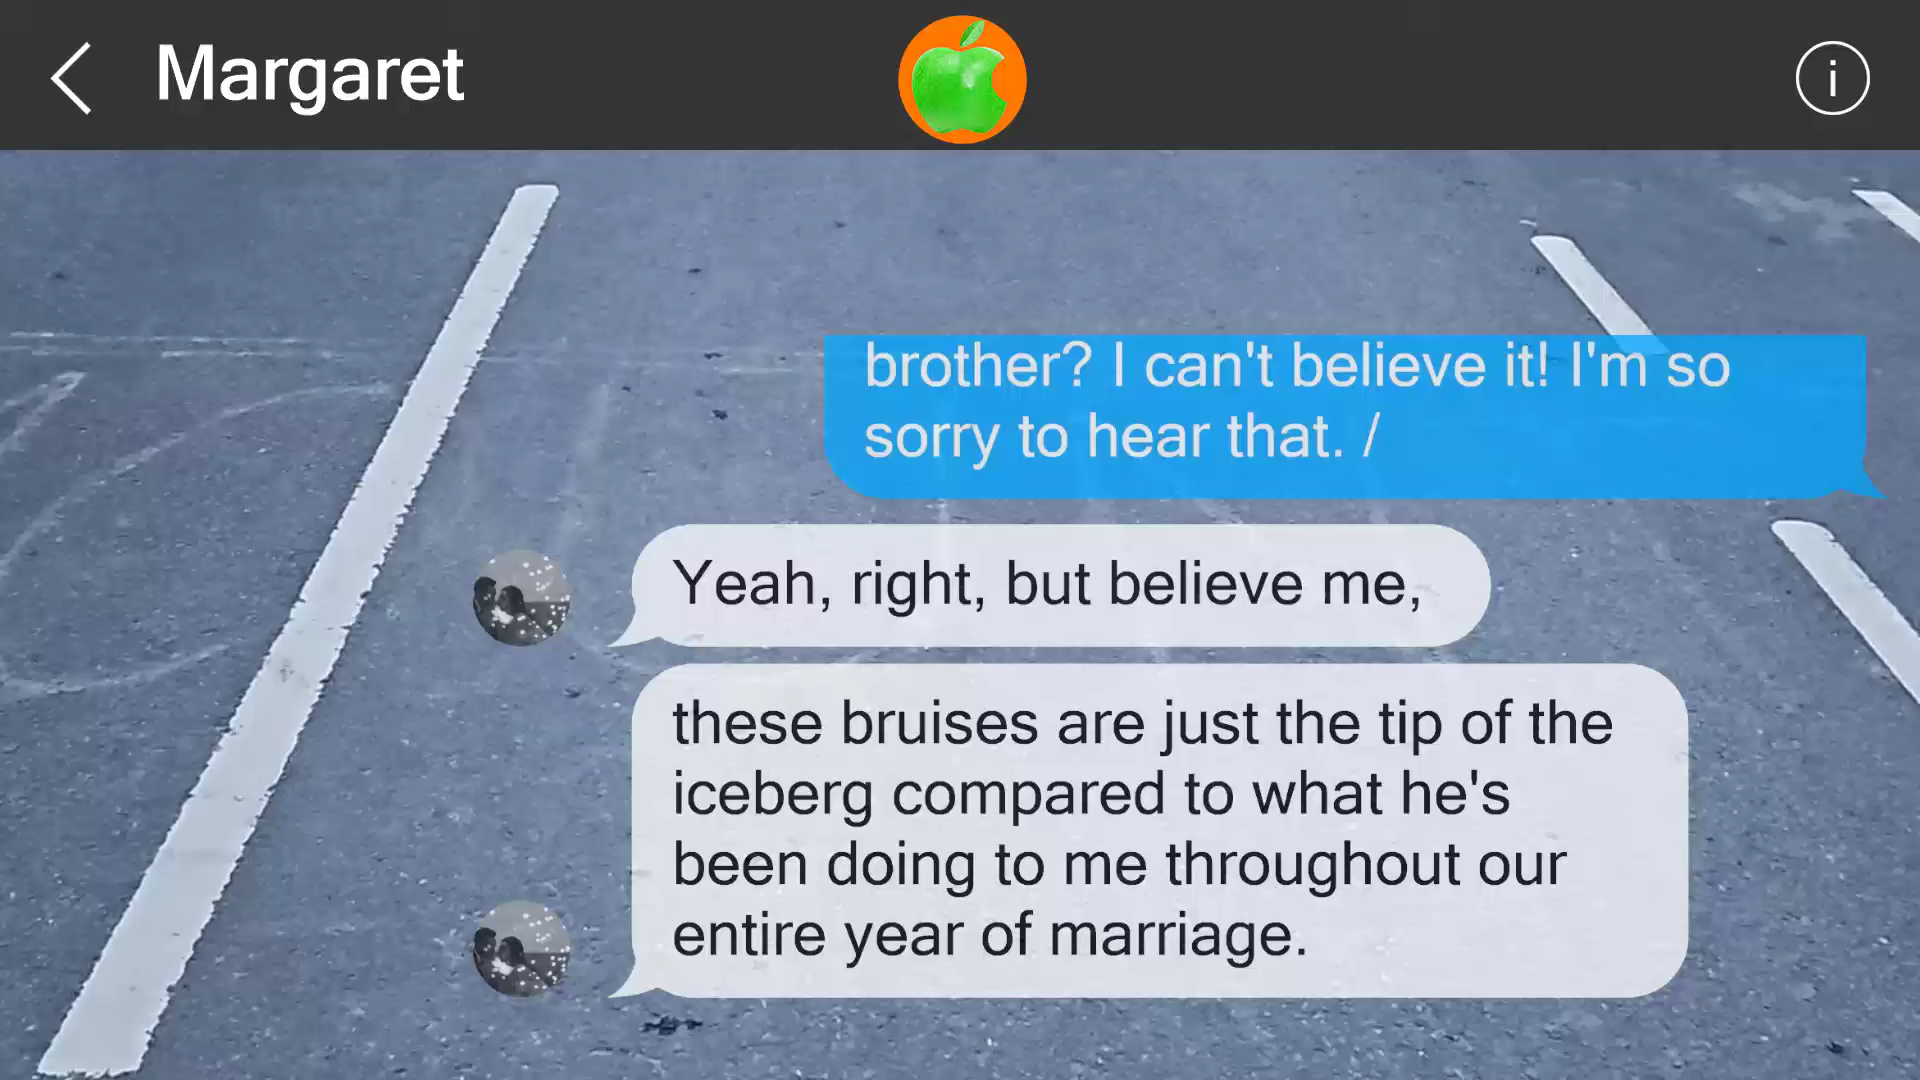 Margaret
i
brother? I can't believe it! I'm so
sorry to hear that. /
Yeah, right, but believe me,
these bruises are just the tip of the
iceberg compared to what he's
been doing to me throughout our
entire year of marriage.